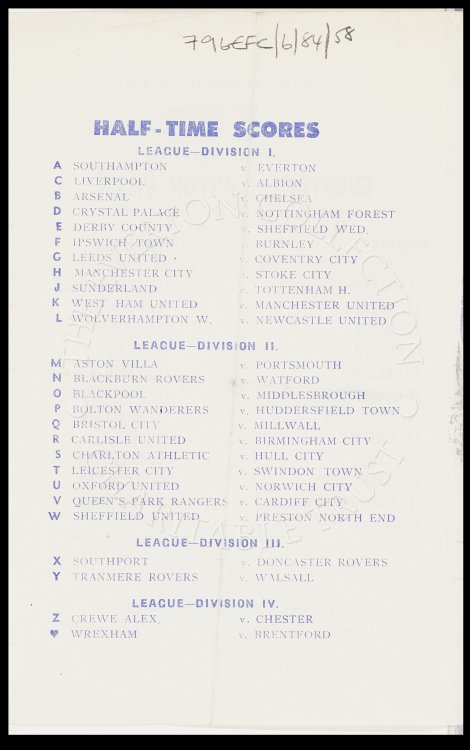 796EFC/6/84/58
HALF-TIME SCORES
LEAGUE—DIVISION I.
A SOUTHAMPTON v. EVERTON
C LIVERPOOL v. ALBION
B ARSENAL v. CHELSEA
D CRYSTAL PALACE v. NOTTINGHAM FOREST
E DERBY COUNTY v. SHEFFIELD WED.
F IPSWICH TOWN v. BURNLEY
G LEEDS UNITED v. COVENTRY CITY
H MANCHESTER CITY v. STOKE CITY
J SUNDERLAND v. TOTTENHAM H.
K WEST HAM UNITED v. MANCHESTER UNITED
L WOLVERHAMPTON W. v. NEWCASTLE UNITED
LEAGUE—DIVISION II.
M ASTON VILLA v. PORTSMOUTH
N BLACKBURN ROVERS v. WATFORD
O BLACKPOOL v. MIDDLESBROUGH
P BOLTON WANDERERS v. HUDDERSFIELD TOWN
Q BRISTOL CITY v. MILLWALL
R CARLISLE UNITED v. BIRMINGHAM CITY
S CHARLTON ATHLETIC v. HULL CITY
T LEICESTER CITY v. SWINDON TOWN
U OXFORD UNITED v. NORWICH CITY
V QUEEN'S PARK RANGERS v. CARDIFF CITY
W SHEFFIELD UNITED v. PRESTON NORTH END
LEAGUE—DIVISION III.
X SOUTHPORT v. DONCASTER ROVERS
Y TRANMERE ROVERS v. WALSALL
LEAGUE—DIVISION IV.
Z CREWE ALEX. v. CHESTER
♥ WREXHAM v. BRENTFORD
THE EVERTON COLLECTION
CHARITABLE TRUST